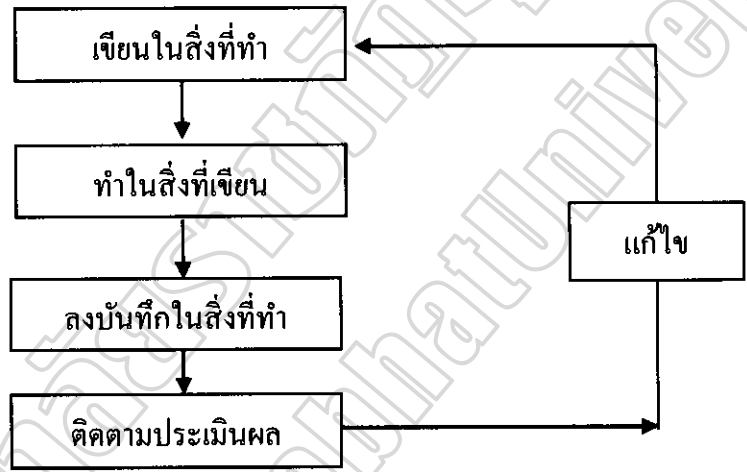 เขียนในสิ่งที่ทำ
ทำในสิ่งที่เขียน
แก้ไข
ลงบันทึกในสิ่งที่ทำ
ติดตามประเมินผล